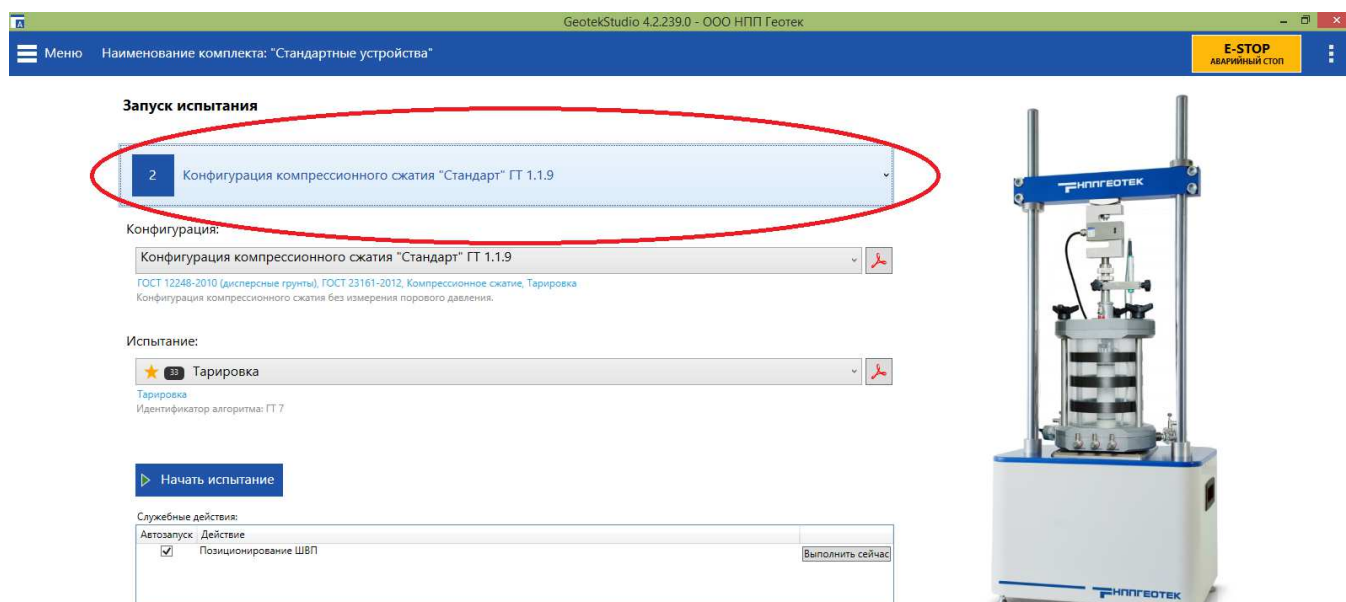 GeotekStudio 4.2.239.0 - ООО НПП Геотек
Меню Наименование комплекта: "Стандартные устройства"
E-STOP
АВАРИЙНЫЙ СТОП
Запуск испытания
2 Конфигурация компрессионного сжатия "Стандарт" ГТ 1.1.9
Конфигурация:
Конфигурация компрессионного сжатия "Стандарт" ГТ 1.1.9
ГОСТ 12248-2010 (дисперсные грунты), ГОСТ 23161-2012, Компрессионное сжатие, Тарировка
Конфигурация компрессионного сжатия без измерения порового давления.
Испытание:
33 Тарировка
Тарировка
Идентификатор алгоритма: ГТ 7
Начать испытание
Служебные действия:
Автозапуск Действие
Позиционирование ШВП Выполнить сейчас
НППГЕОТЕК
НППГЕОТЕК